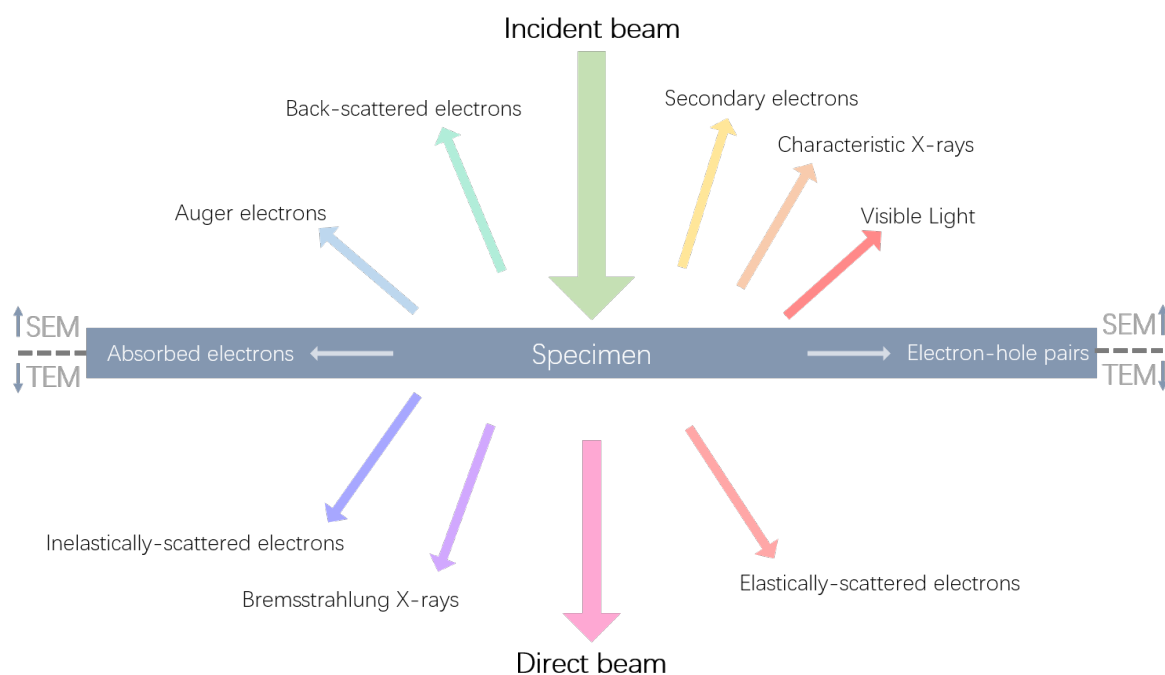 Incident beam
Back-scattered electrons
Secondary electrons
Characteristic X-rays
Auger electrons
Visible Light
SEM
SEM
Absorbed electrons
Specimen
Electron-hole pairs
TEM
TEM
Inelastically-scattered electrons
Bremsstrahlung X-rays
Elastically-scattered electrons
Direct beam